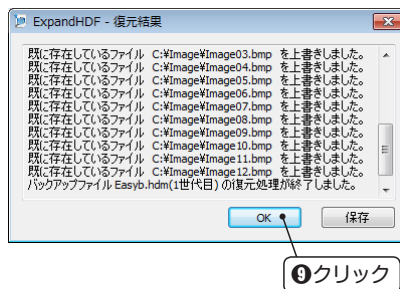 ExpandHDF - 復元結果
既に存在しているファイル C:¥Image¥Image03.bmp を上書きしました。
既に存在しているファイル C:¥Image¥Image04.bmp を上書きしました。
既に存在しているファイル C:¥Image¥Image05.bmp を上書きしました。
既に存在しているファイル C:¥Image¥Image06.bmp を上書きしました。
既に存在しているファイル C:¥Image¥Image07.bmp を上書きしました。
既に存在しているファイル C:¥Image¥Image08.bmp を上書きしました。
既に存在しているファイル C:¥Image¥Image09.bmp を上書きしました。
既に存在しているファイル C:¥Image¥Image10.bmp を上書きしました。
既に存在しているファイル C:¥Image¥Image11.bmp を上書きしました。
既に存在しているファイル C:¥Image¥Image12.bmp を上書きしました。
バックアップファイル Easyb.hdm(1世代目) の復元処理が終了しました。
OK 保存
❾クリック